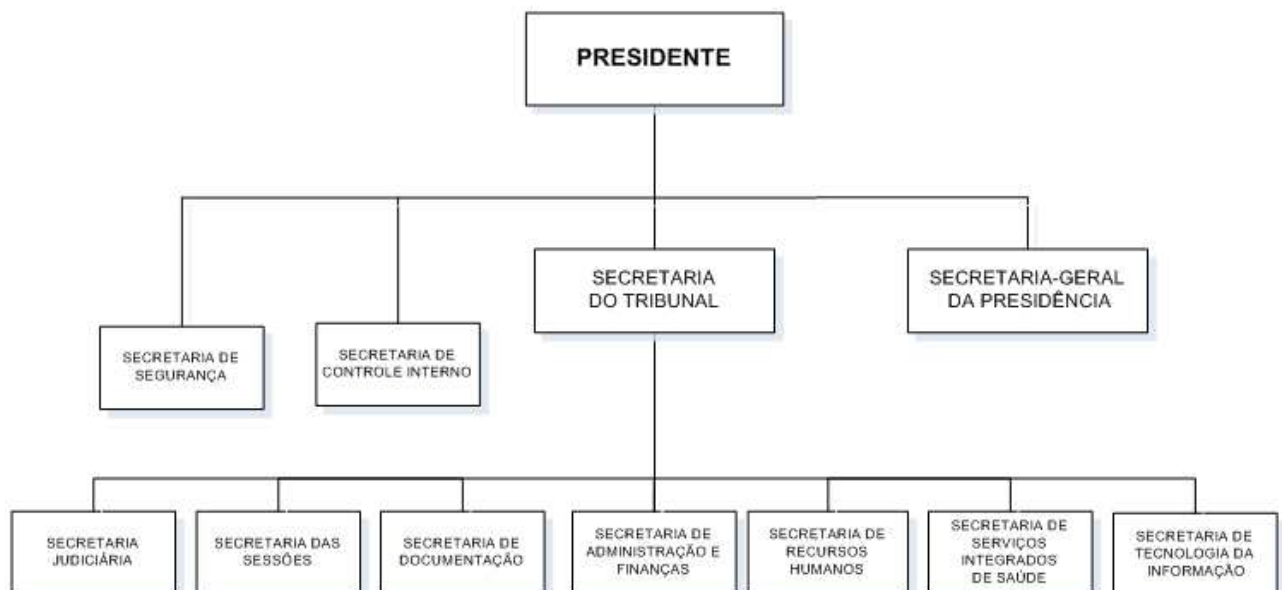 PRESIDENTE
SECRETARIA
DO TRIBUNAL
SECRETARIA-GERAL
DA PRESIDÊNCIA
SECRETARIA DE
SEGURANÇA
SECRETARIA DE
CONTROLE INTERNO
SECRETARIA
JUDICIÁRIA
SECRETARIA DAS
SESSÕES
SECRETARIA DE
DOCUMENTAÇÃO
SECRETARIA DE
ADMINISTRAÇÃO E
FINANÇAS
SECRETARIA DE
RECURSOS
HUMANOS
SECRETARIA DE
SERVIÇOS
INTEGRADOS
DE SAÚDE
SECRETARIA DE
TECNOLOGIA DA
INFORMAÇÃO